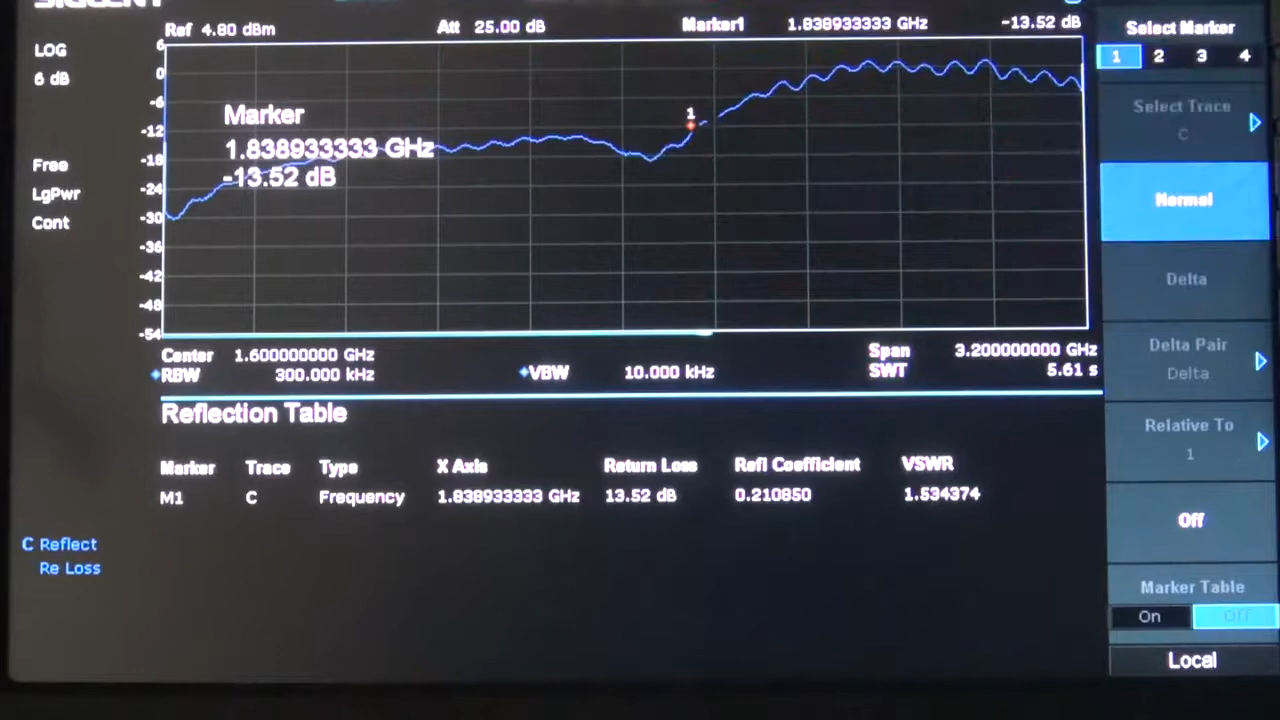 SIGLENT
Ref 4.80 dBm Att 25.00 dB Marker1 1.838933333 GHz -13.52 dB
LOG
6 dB
Free
LgPwr
Cont
6
0
-6
-12
-18
-24
-30
-36
-42
-48
-54
1
Marker
1.838933333 GHz
-13.52 dB
Center 1.600000000 GHz Span 3.200000000 GHz
RBW 300.000 kHz VBW 10.000 kHz SWT 5.61 s
Reflection Table
Marker Trace Type X Axis Return Loss Refl Coefficient VSWR
M1 C Frequency 1.838933333 GHz 13.52 dB 0.210850 1.534374
C Reflect
Re Loss
Select Marker
1 2 3 4
Select Trace
C
Normal
Delta
Delta Pair
Delta
Relative To
1
Off
Marker Table
On Off
Local